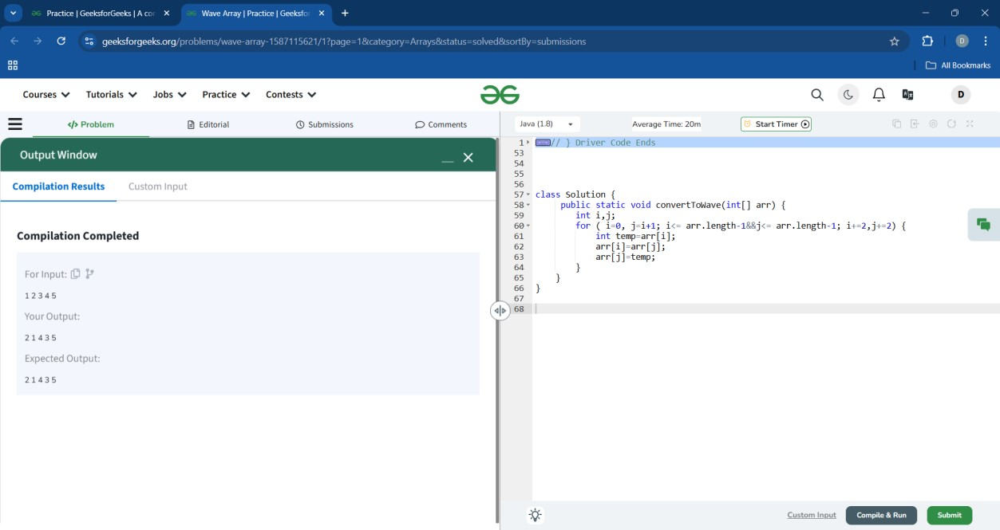 Practice | GeeksforGeeks | A cor
Wave Array | Practice | Geeksfor
geeksforgeeks.org/problems/wave-array-1587115621/1?page=1&category=Arrays&status=solved&sortBy=submissions
D
All Bookmarks
Courses
Tutorials
Jobs
Practice
Contests
D
</> Problem
Editorial
Submissions
Comments
Java (1.8)
Average Time: 20m
Start Timer
Output Window
Compilation Results
Custom Input
Compilation Completed
For Input:
1 2 3 4 5
Your Output:
2 1 4 3 5
Expected Output:
2 1 4 3 5
1 // } Driver Code Ends
53
54
55
56
57 class Solution {
58 public static void convertToWave(int[] arr) {
59 int i,j;
60 for ( i=0, j=i+1; i<= arr.length-1&&j<= arr.length-1; i+=2,j+=2) {
61 int temp=arr[i];
62 arr[i]=arr[j];
63 arr[j]=temp;
64 }
65 }
66 }
67
68
Custom Input
Compile & Run
Submit